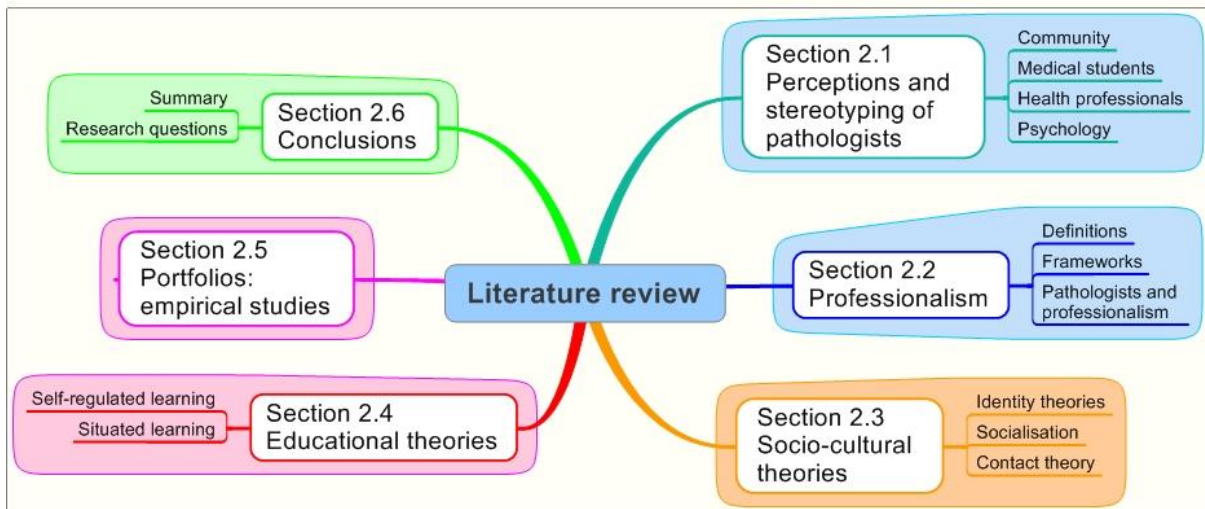 Literature review
Section 2.1
Perceptions and
stereotyping of
pathologists
Community
Medical students
Health professionals
Psychology
Section 2.2
Professionalism
Definitions
Frameworks
Pathologists and
professionalism
Section 2.3
Socio-cultural
theories
Identity theories
Socialisation
Contact theory
Section 2.4
Educational theories
Self-regulated learning
Situated learning
Section 2.5
Portfolios:
empirical studies
Section 2.6
Conclusions
Summary
Research questions